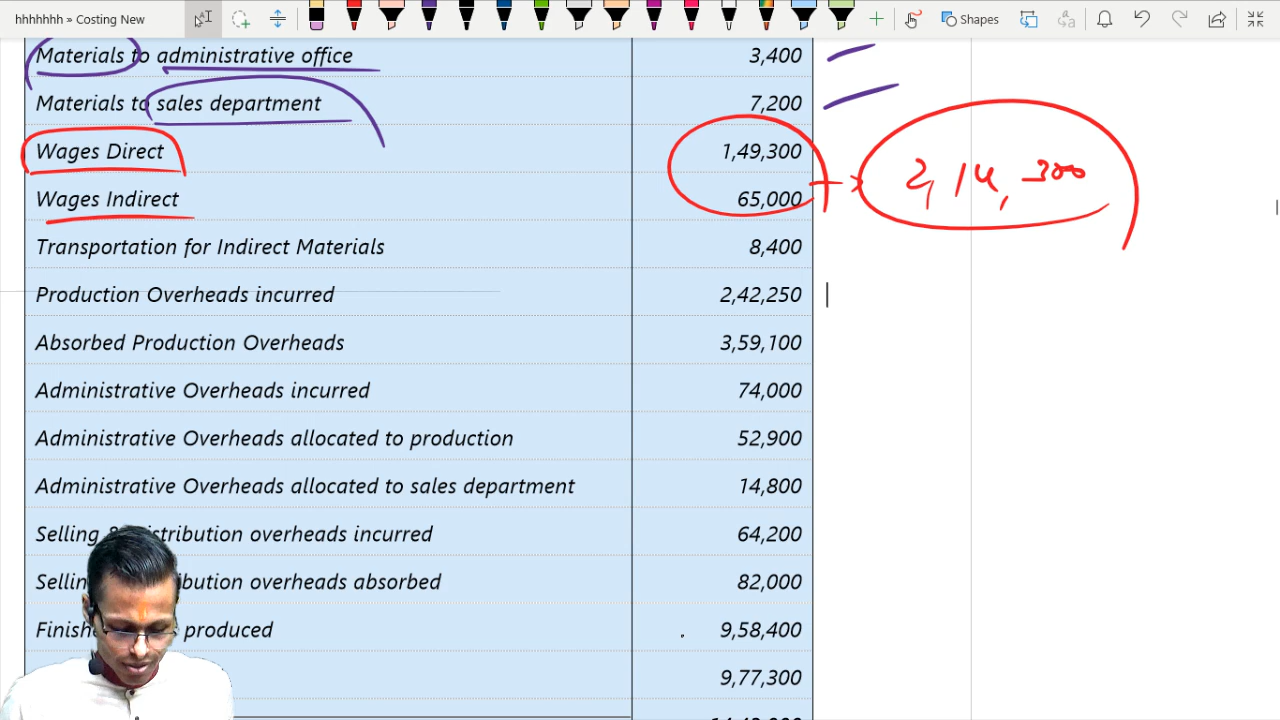 hhhhhhh » Costing New
Shapes
Materials to administrative office 3,400
Materials to sales department 7,200
Wages Direct 1,49,300
2,14,300
Wages Indirect 65,000
Transportation for Indirect Materials 8,400
Production Overheads incurred 2,42,250
Absorbed Production Overheads 3,59,100
Administrative Overheads incurred 74,000
Administrative Overheads allocated to production 52,900
Administrative Overheads allocated to sales department 14,800
Selling & istribution overheads incurred 64,200
Sellin ibution overheads absorbed 82,000
Finish produced 9,58,400
9,77,300